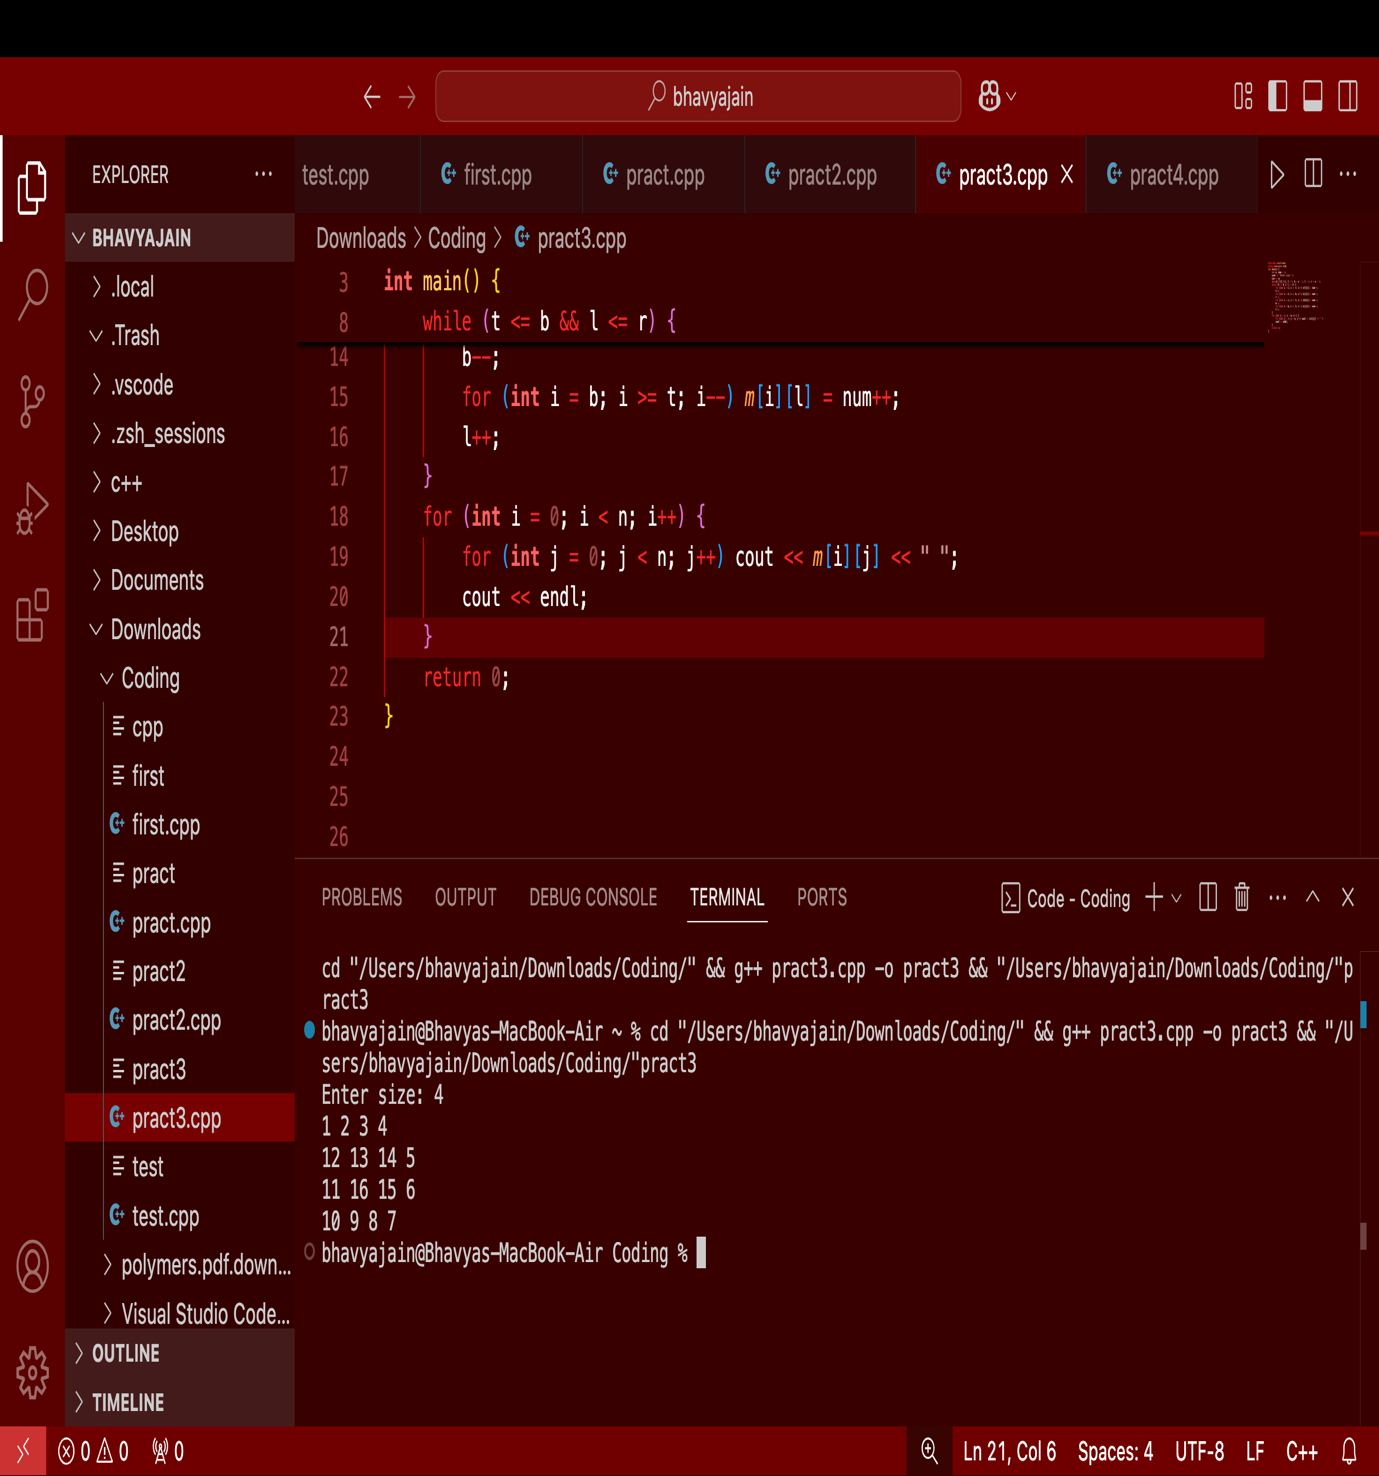 bhavyajain
EXPLORER ...
test.cpp first.cpp pract.cpp pract2.cpp pract3.cpp pract4.cpp
BHAVYAJAIN
.local
.Trash
.vscode
.zsh_sessions
c++
Desktop
Documents
Downloads
Coding
cpp
first
first.cpp
pract
pract.cpp
pract2
pract2.cpp
pract3
pract3.cpp
test
test.cpp
polymers.pdf.down...
Visual Studio Code...
OUTLINE
TIMELINE
Downloads > Coding > pract3.cpp
3 int main() {
8 while (t <= b && l <= r) {
14 b--;
15 for (int i = b; i >= t; i--) m[i][l] = num++;
16 l++;
17 }
18 for (int i = 0; i < n; i++) {
19 for (int j = 0; j < n; j++) cout << m[i][j] << " ";
20 cout << endl;
21 }
22 return 0;
23 }
24
25
26
PROBLEMS OUTPUT DEBUG CONSOLE TERMINAL PORTS Code - Coding
cd "/Users/bhavyajain/Downloads/Coding/" && g++ pract3.cpp -o pract3 && "/Users/bhavyajain/Downloads/Coding/"p
ract3
bhavyajain@Bhavyas-MacBook-Air ~ % cd "/Users/bhavyajain/Downloads/Coding/" && g++ pract3.cpp -o pract3 && "/U
sers/bhavyajain/Downloads/Coding/"pract3
Enter size: 4
1 2 3 4
12 13 14 5
11 16 15 6
10 9 8 7
bhavyajain@Bhavyas-MacBook-Air Coding %
0 0 0 Ln 21, Col 6 Spaces: 4 UTF-8 LF C++